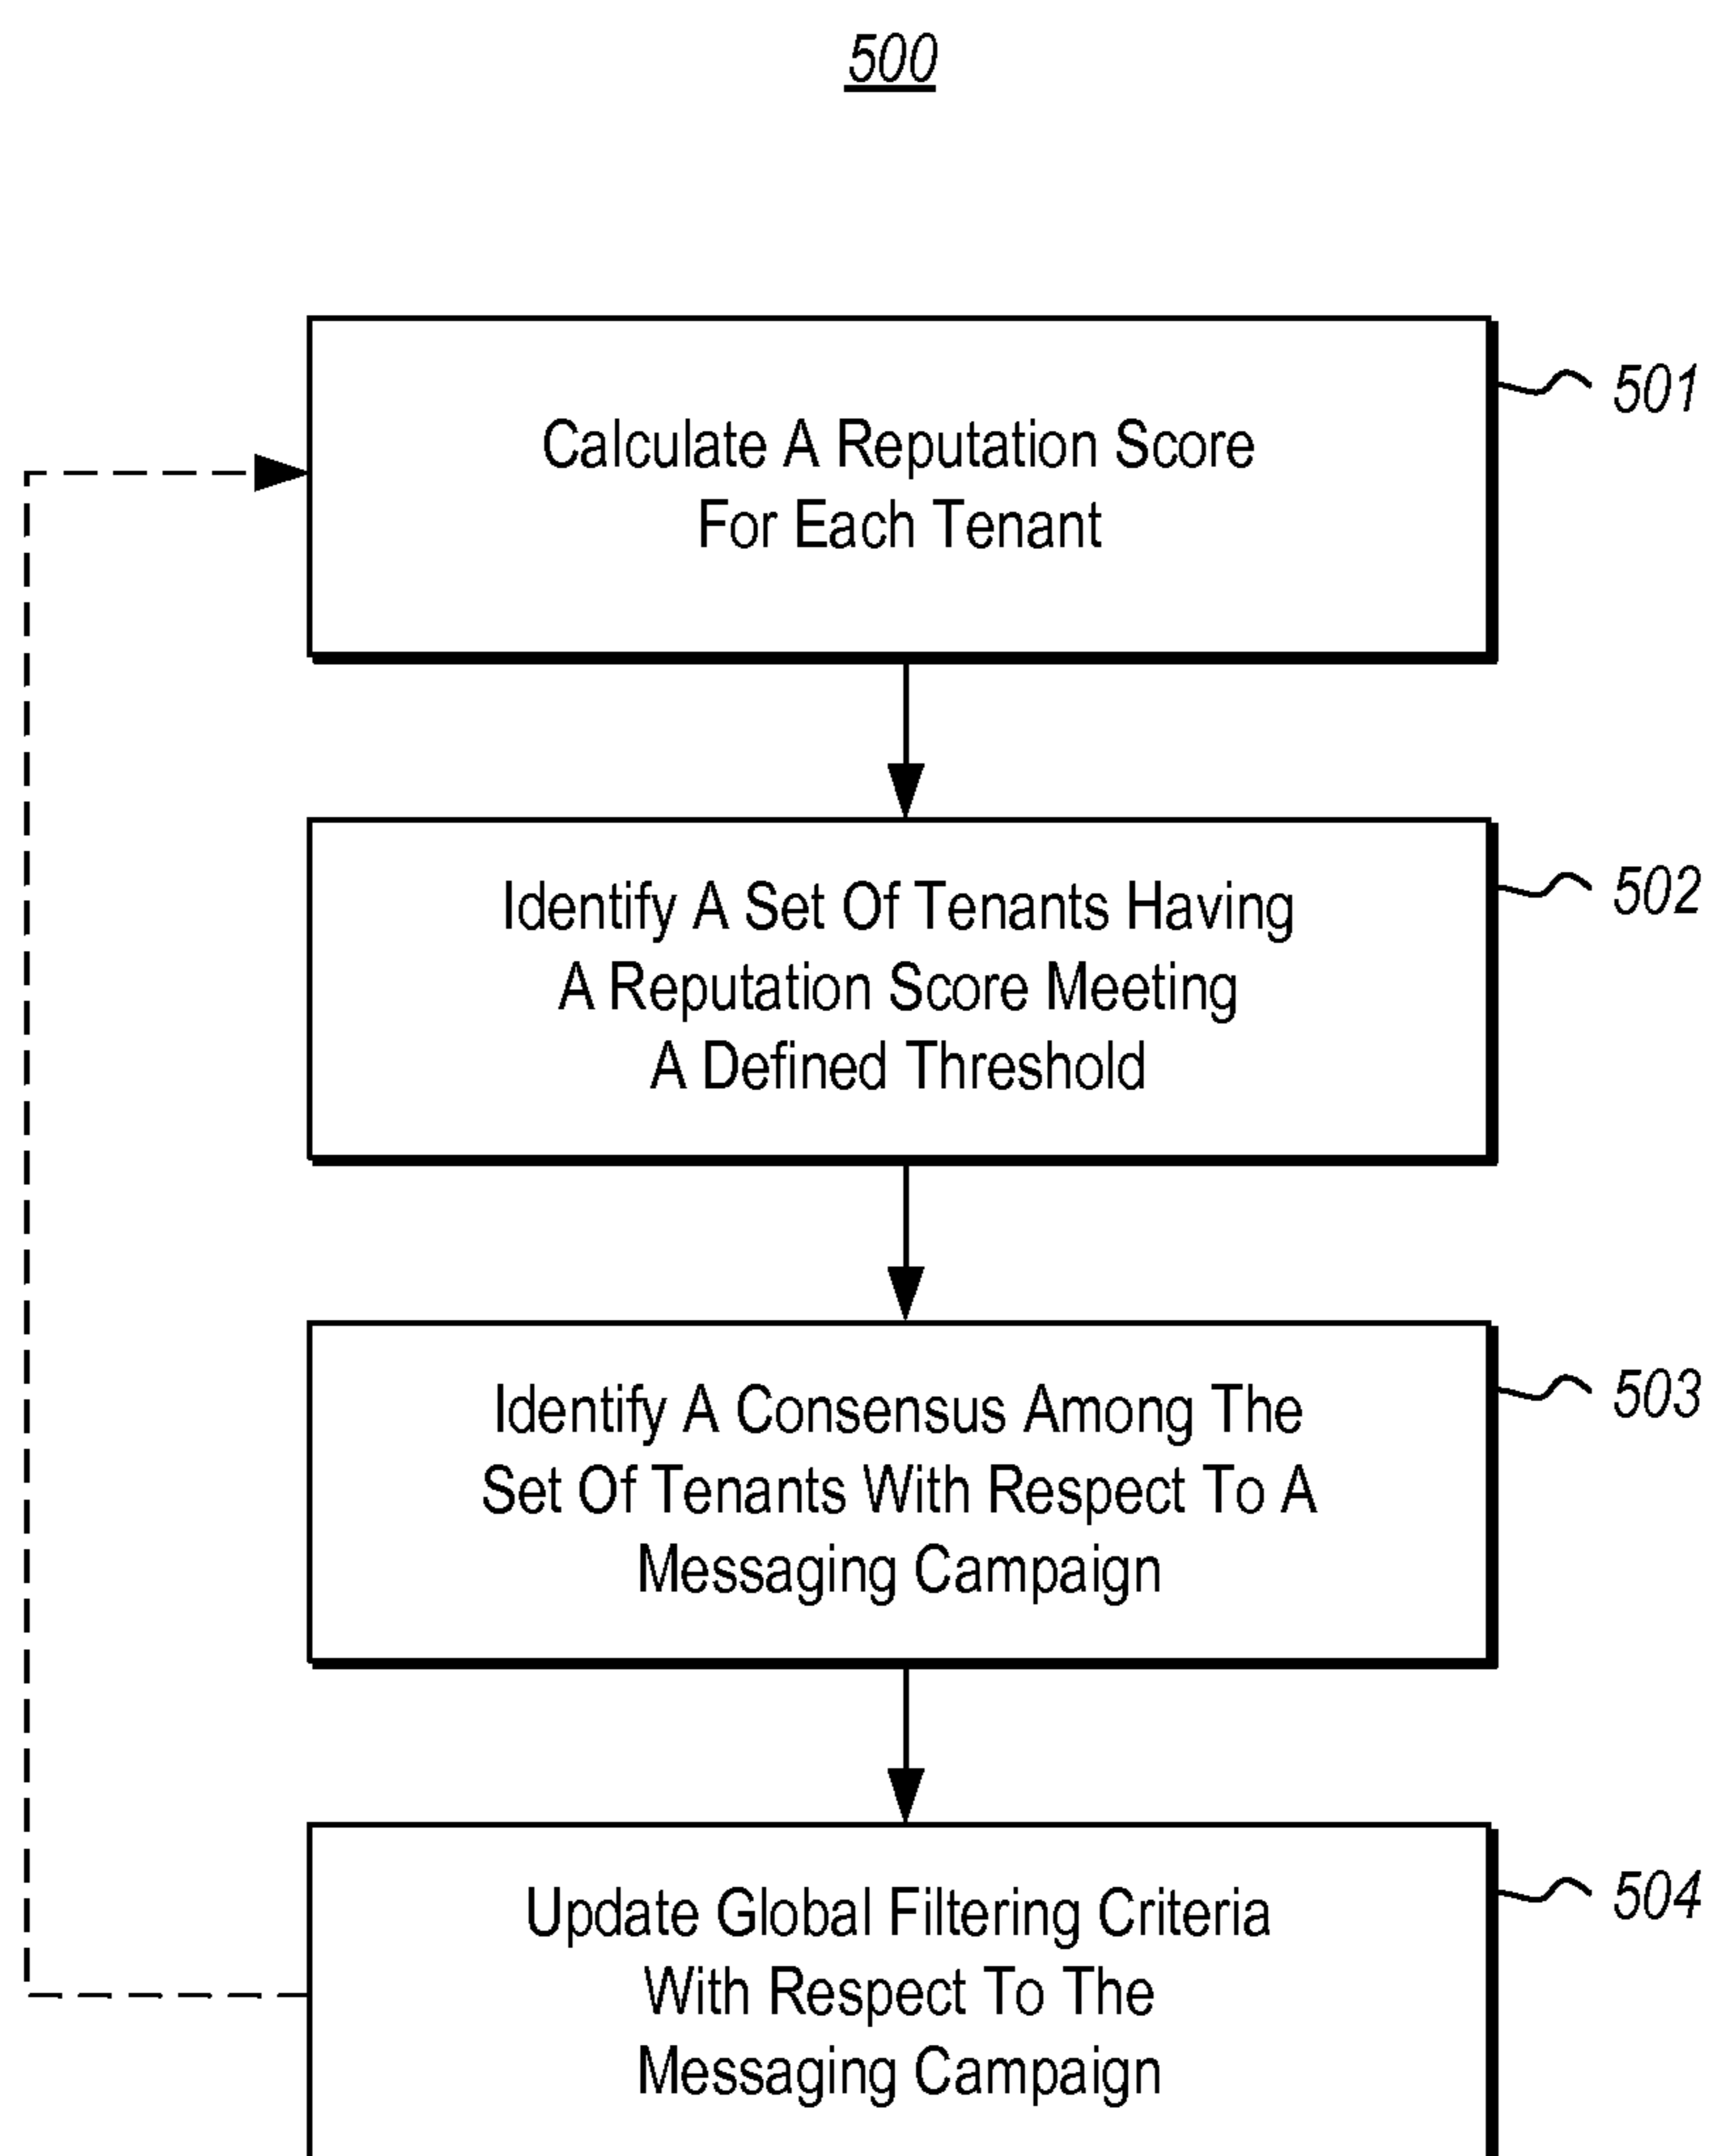 500
Calculate A Reputation Score
For Each Tenant
501
Identify A Set Of Tenants Having
A Reputation Score Meeting
A Defined Threshold
502
Identify A Consensus Among The
Set Of Tenants With Respect To A
Messaging Campaign
503
Update Global Filtering Criteria
With Respect To The
Messaging Campaign
504